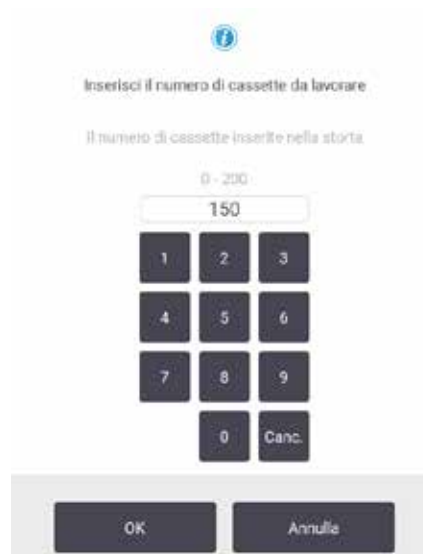 Inserisci il numero di cassette da lavorare
Il numero di cassette inserite nella storta
0 - 200
150
1 2 3
4 5 6
7 8 9
0 Canc.
OK Annulla